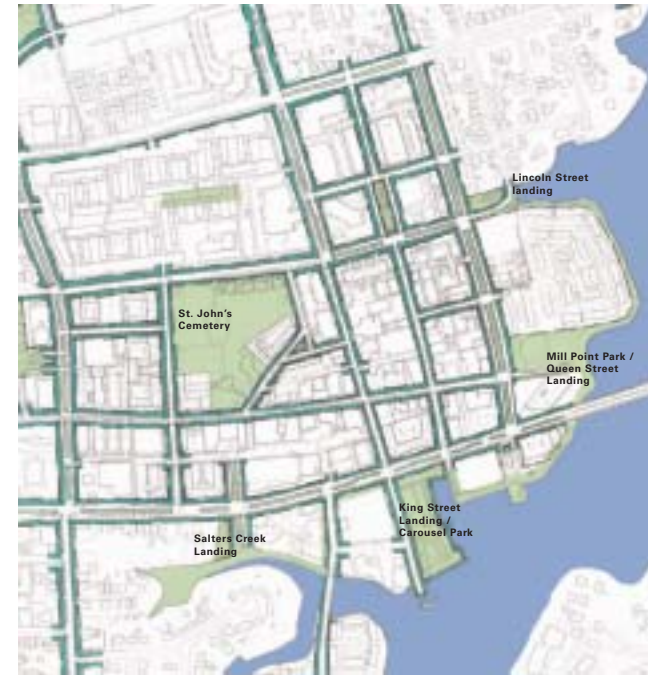 Lincoln Street
landing
St. John's
Cemetery
Mill Point Park /
Queen Street
Landing
King Street
Landing /
Carousel Park
Salters Creek
Landing